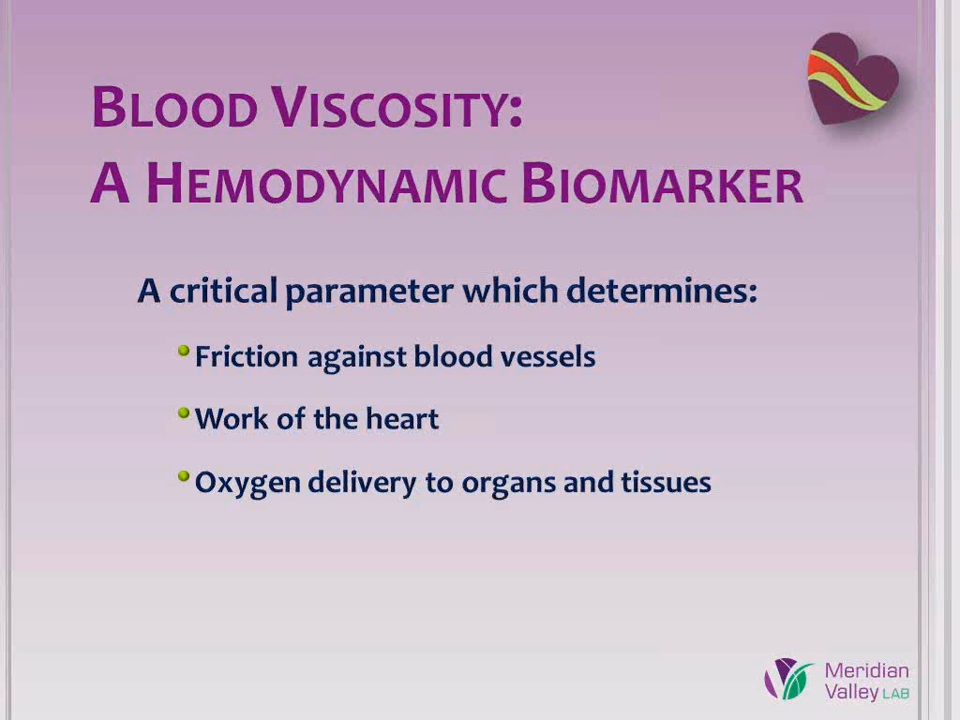 BLOOD VISCOSITY:
A HEMODYNAMIC BIOMARKER
A critical parameter which determines:
Friction against blood vessels
Work of the heart
Oxygen delivery to organs and tissues
Meridian
Valley LAB